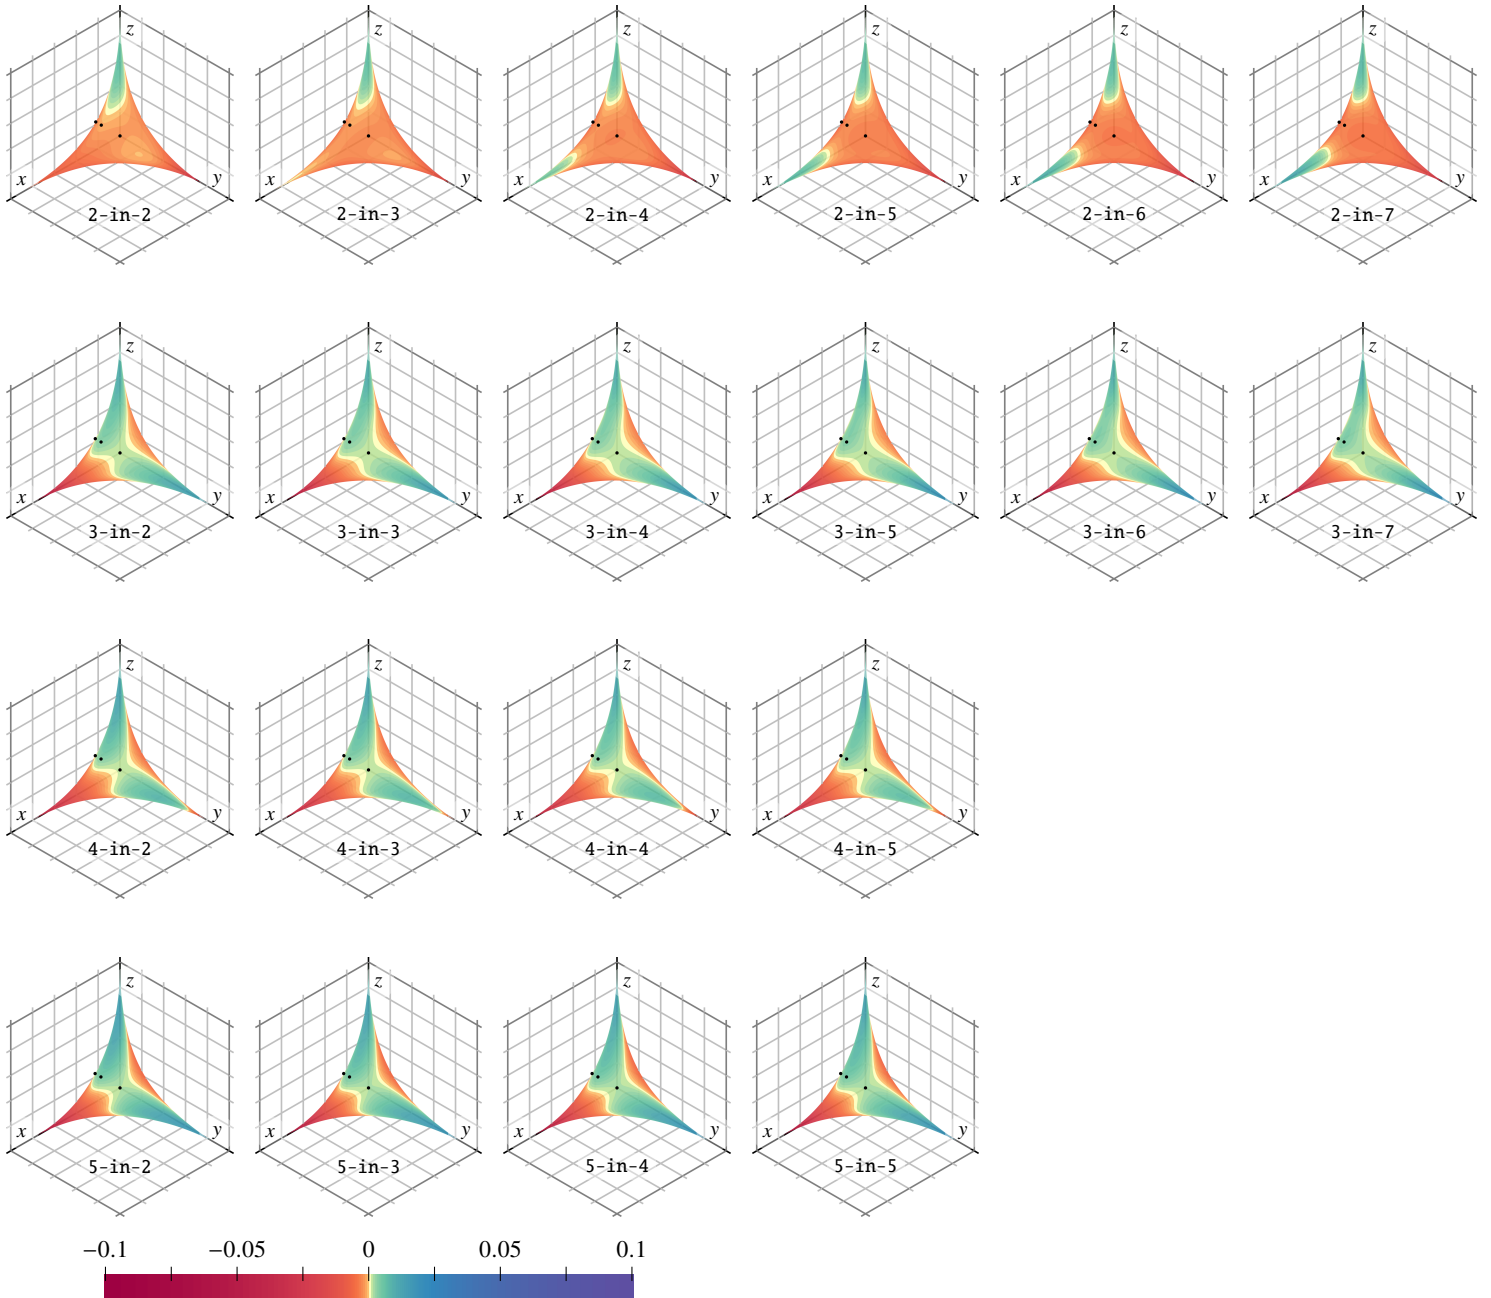 z z z z z z
x y x y x y x y x y x y
2-in-2 2-in-3 2-in-4 2-in-5 2-in-6 2-in-7
z z z z z z
x y x y x y x y x y x y
3-in-2 3-in-3 3-in-4 3-in-5 3-in-6 3-in-7
z z z z
x y x y x y x y
4-in-2 4-in-3 4-in-4 4-in-5
z z z z
x y x y x y x y
5-in-2 5-in-3 5-in-4 5-in-5
−0.1 −0.05 0 0.05 0.1